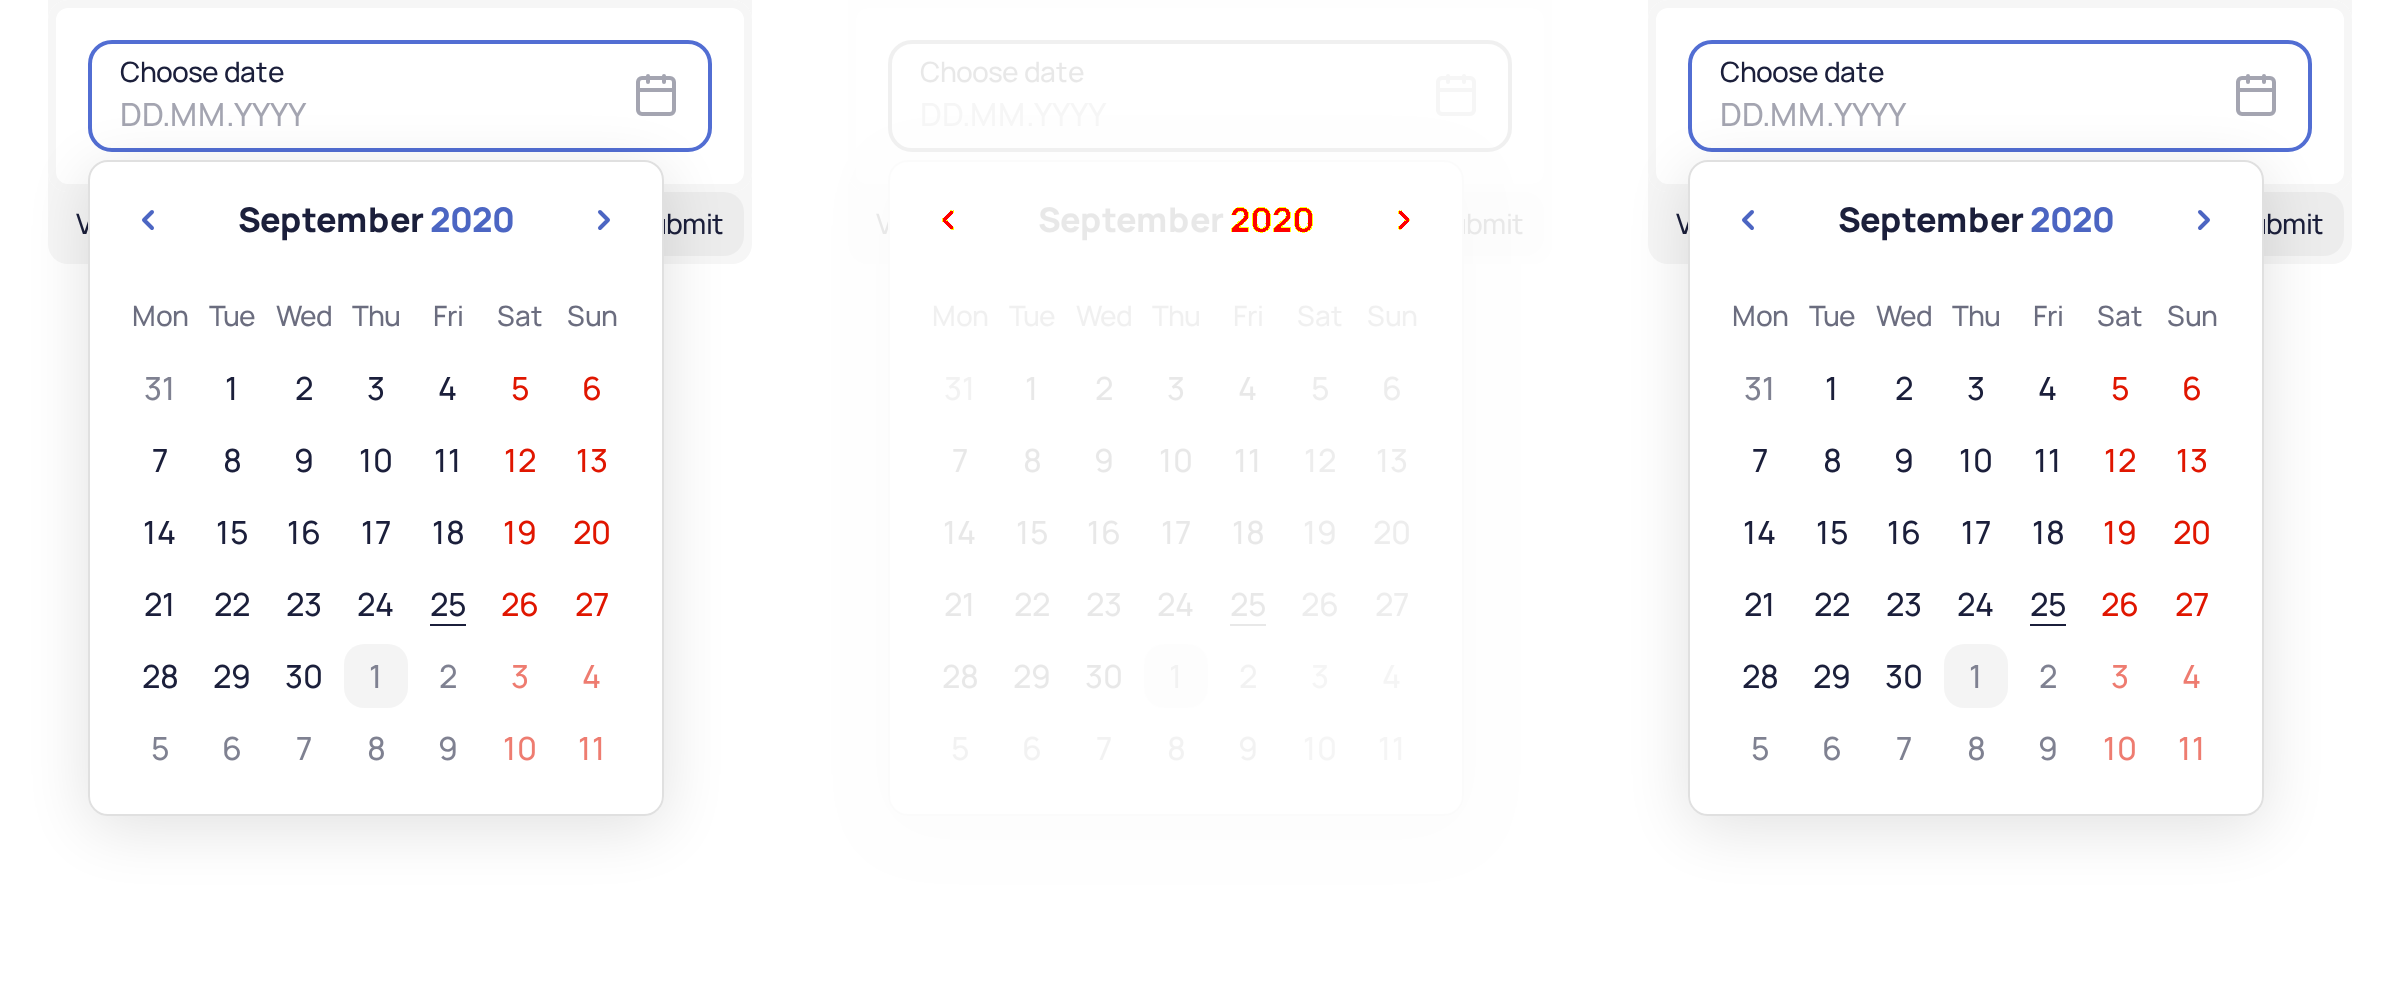 Choose date
DD.MM.YYYY
September 2020
V
bmit
Mon Tue Wed Thu Fri Sat Sun
31 1 2 3 4 5 6
7 8 9 10 11 12 13
14 15 16 17 18 19 20
21 22 23 24 25 26 27
28 29 30 1 2 3 4
5 6 7 8 9 10 11
Choose date
DD.MM.YYYY
September 2020
V
bmit
Mon Tue Wed Thu Fri Sat Sun
31 1 2 3 4 5 6
7 8 9 10 11 12 13
14 15 16 17 18 19 20
21 22 23 24 25 26 27
28 29 30 1 2 3 4
5 6 7 8 9 10 11
Choose date
DD.MM.YYYY
September 2020
V
bmit
Mon Tue Wed Thu Fri Sat Sun
31 1 2 3 4 5 6
7 8 9 10 11 12 13
14 15 16 17 18 19 20
21 22 23 24 25 26 27
28 29 30 1 2 3 4
5 6 7 8 9 10 11